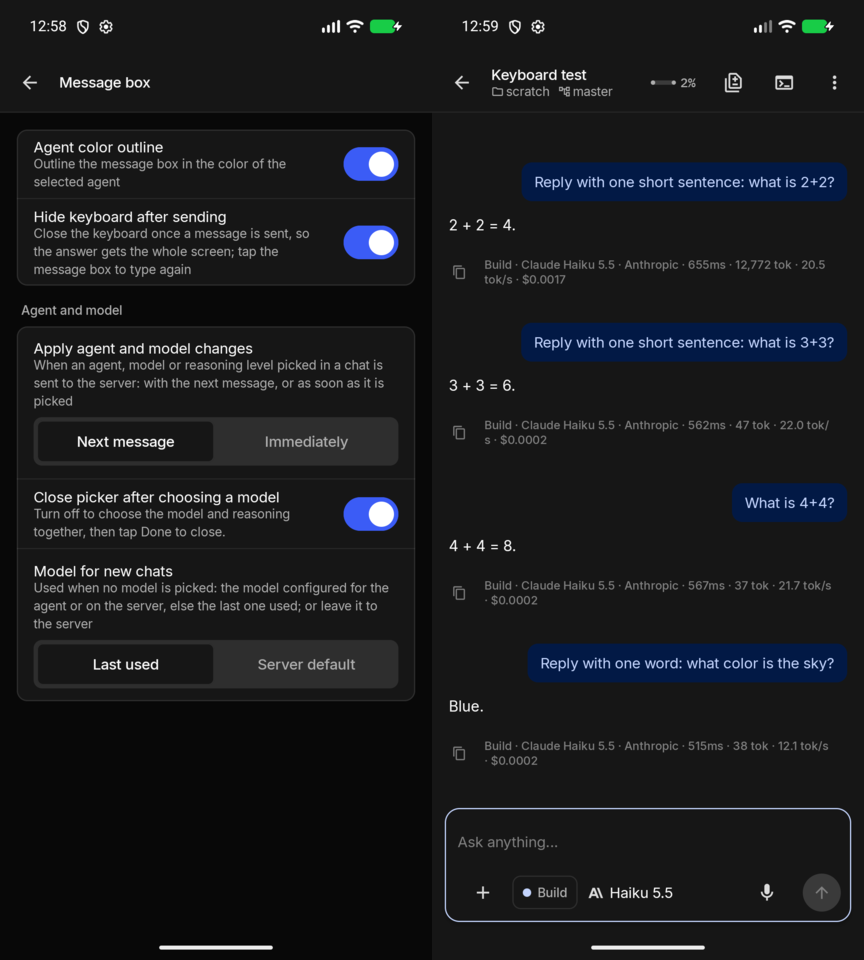 12:58
Message box
Agent color outline
Outline the message box in the color of the
selected agent
Hide keyboard after sending
Close the keyboard once a message is sent, so
the answer gets the whole screen; tap the
message box to type again
Agent and model
Apply agent and model changes
When an agent, model or reasoning level picked in a chat is
sent to the server: with the next message, or as soon as it is
picked
Next message
Immediately
Close picker after choosing a model
Turn off to choose the model and reasoning
together, then tap Done to close.
Model for new chats
Used when no model is picked: the model configured for the
agent or on the server, else the last one used; or leave it to
the server
Last used
Server default
12:59
Keyboard test
scratch master
2%
Reply with one short sentence: what is 2+2?
2 + 2 = 4.
Build · Claude Haiku 5.5 · Anthropic · 655ms · 12,772 tok · 20.5
tok/s · $0.0017
Reply with one short sentence: what is 3+3?
3 + 3 = 6.
Build · Claude Haiku 5.5 · Anthropic · 562ms · 47 tok · 22.0 tok/
s · $0.0002
What is 4+4?
4 + 4 = 8.
Build · Claude Haiku 5.5 · Anthropic · 567ms · 37 tok · 21.7 tok/s
· $0.0002
Reply with one word: what color is the sky?
Blue.
Build · Claude Haiku 5.5 · Anthropic · 515ms · 38 tok · 12.1 tok/s
· $0.0002
Ask anything...
Build
Haiku 5.5